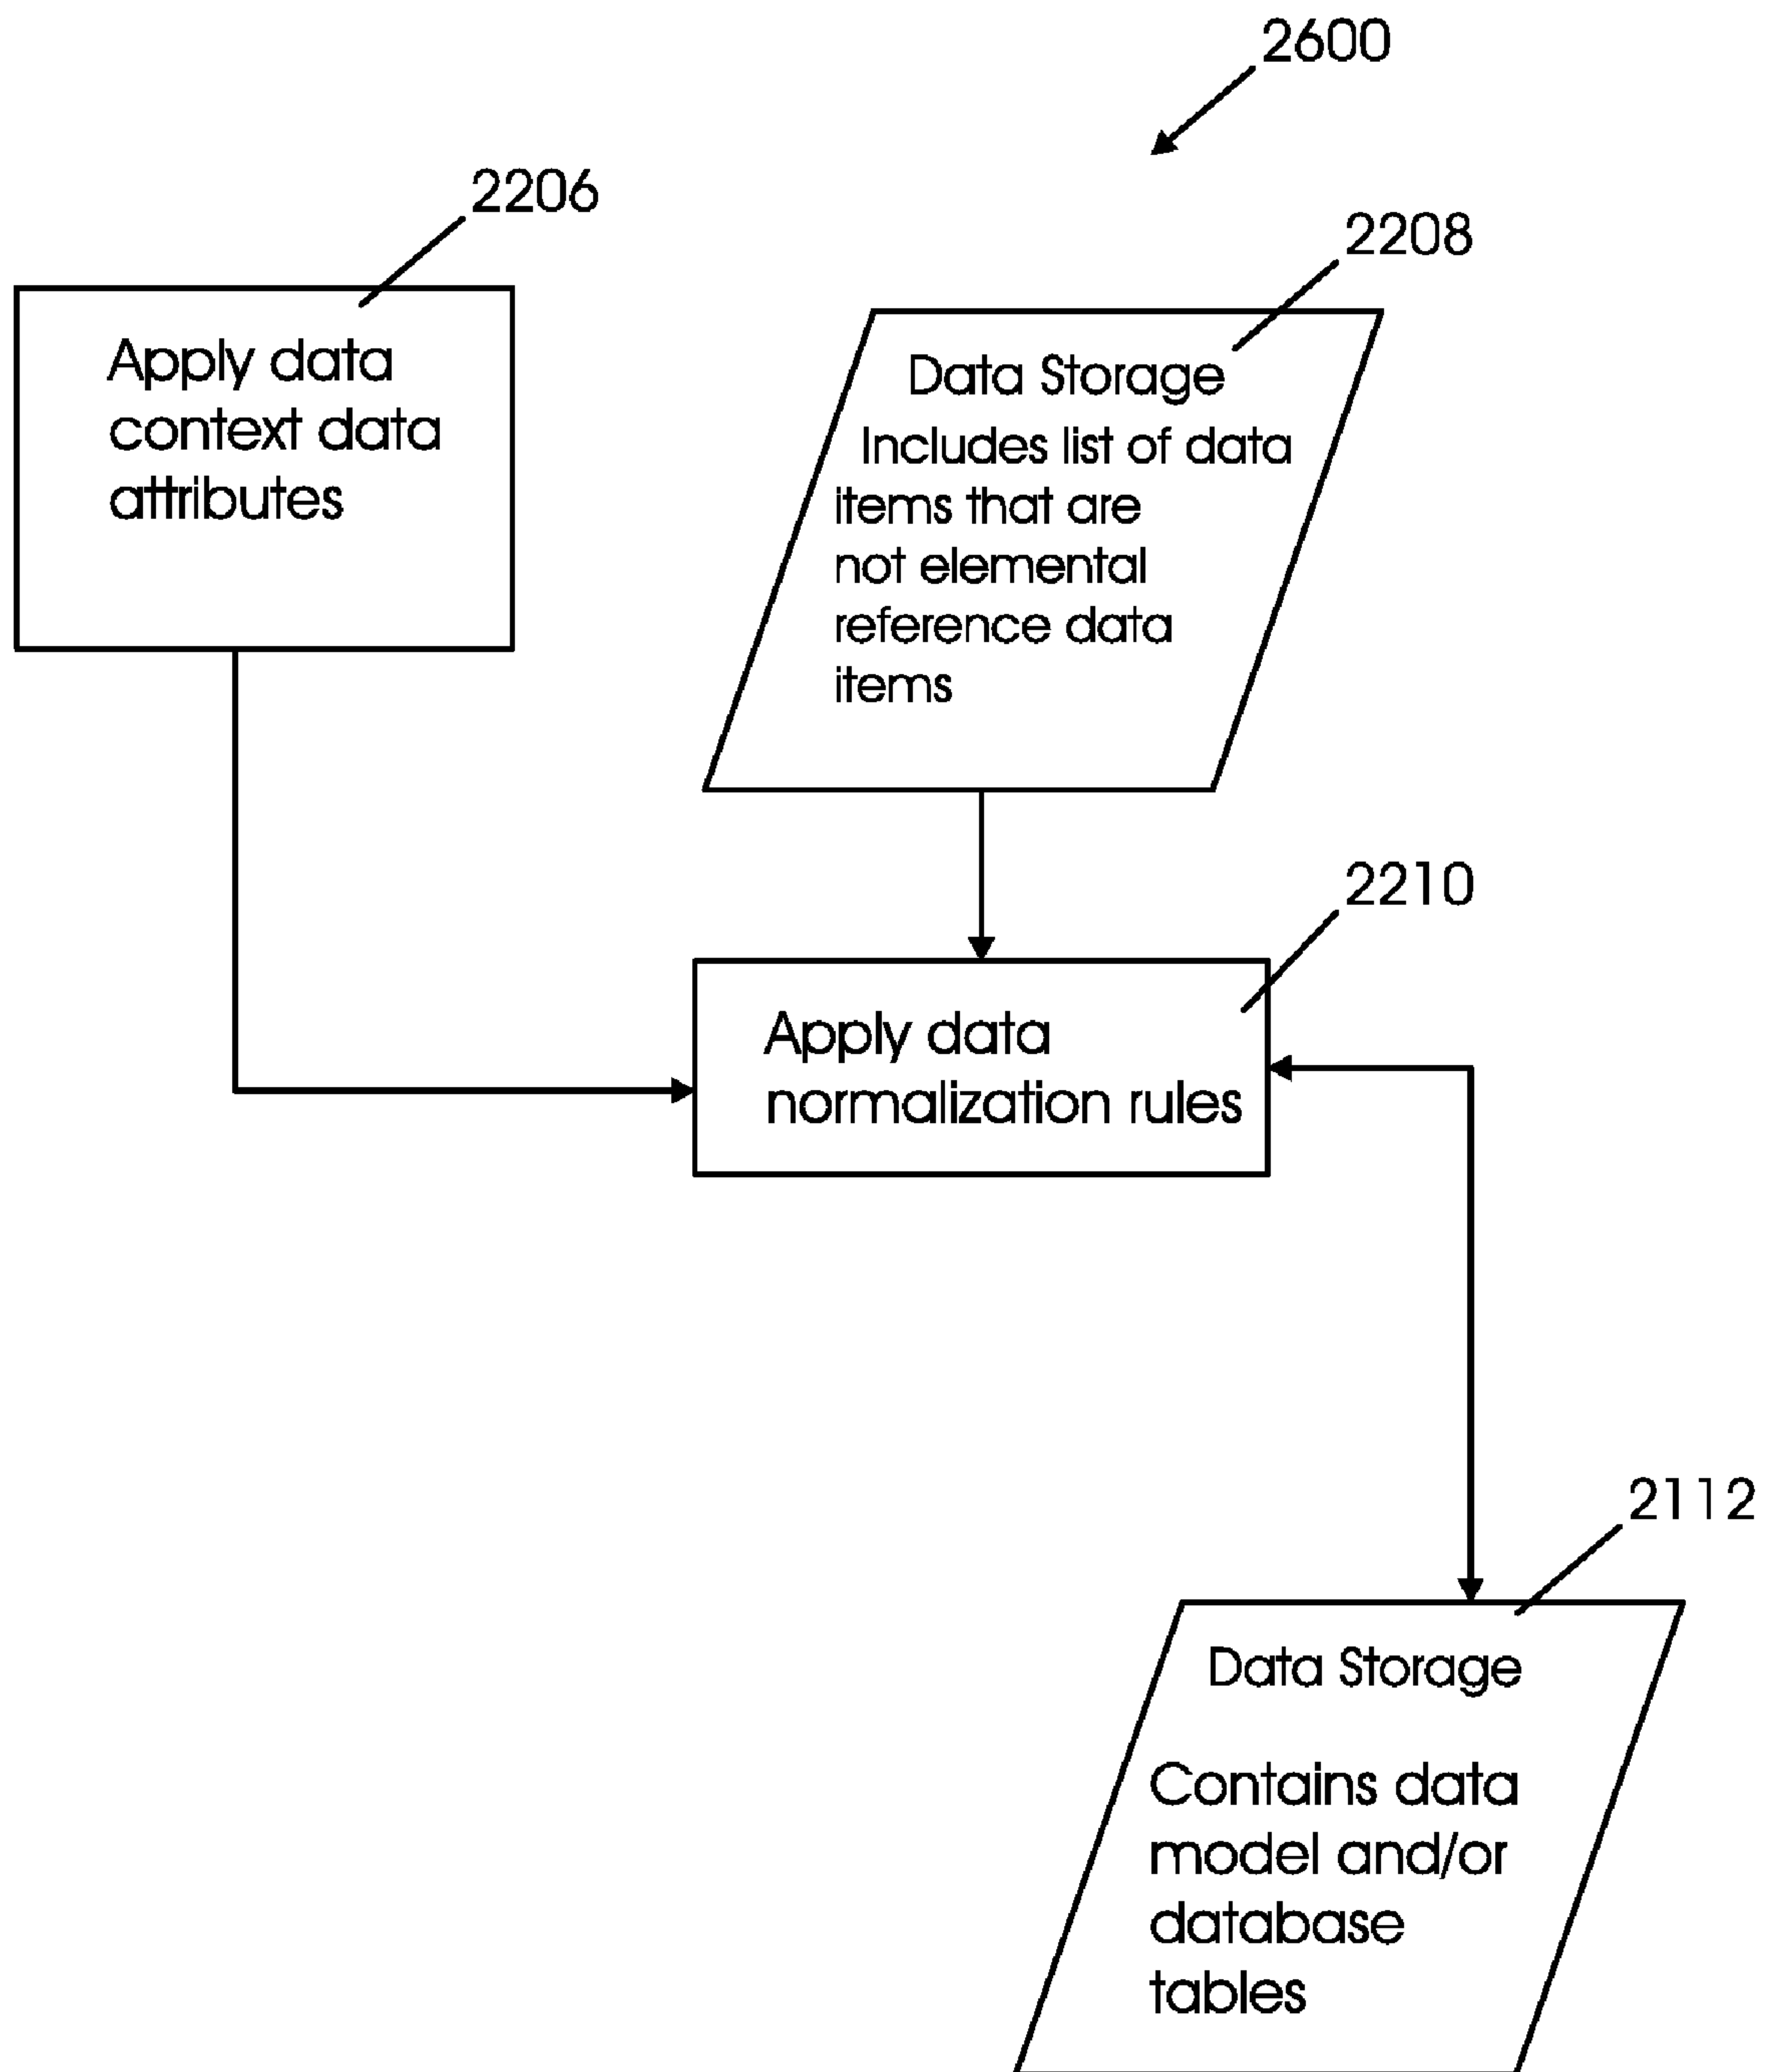 2600
2206
2208
Apply data
context data
attributes
Data Storage
Includes list of data
items that are
not elemental
reference data
items
2210
Apply data
normalization rules
2112
Data Storage
Contains data
model and/or
database
tables